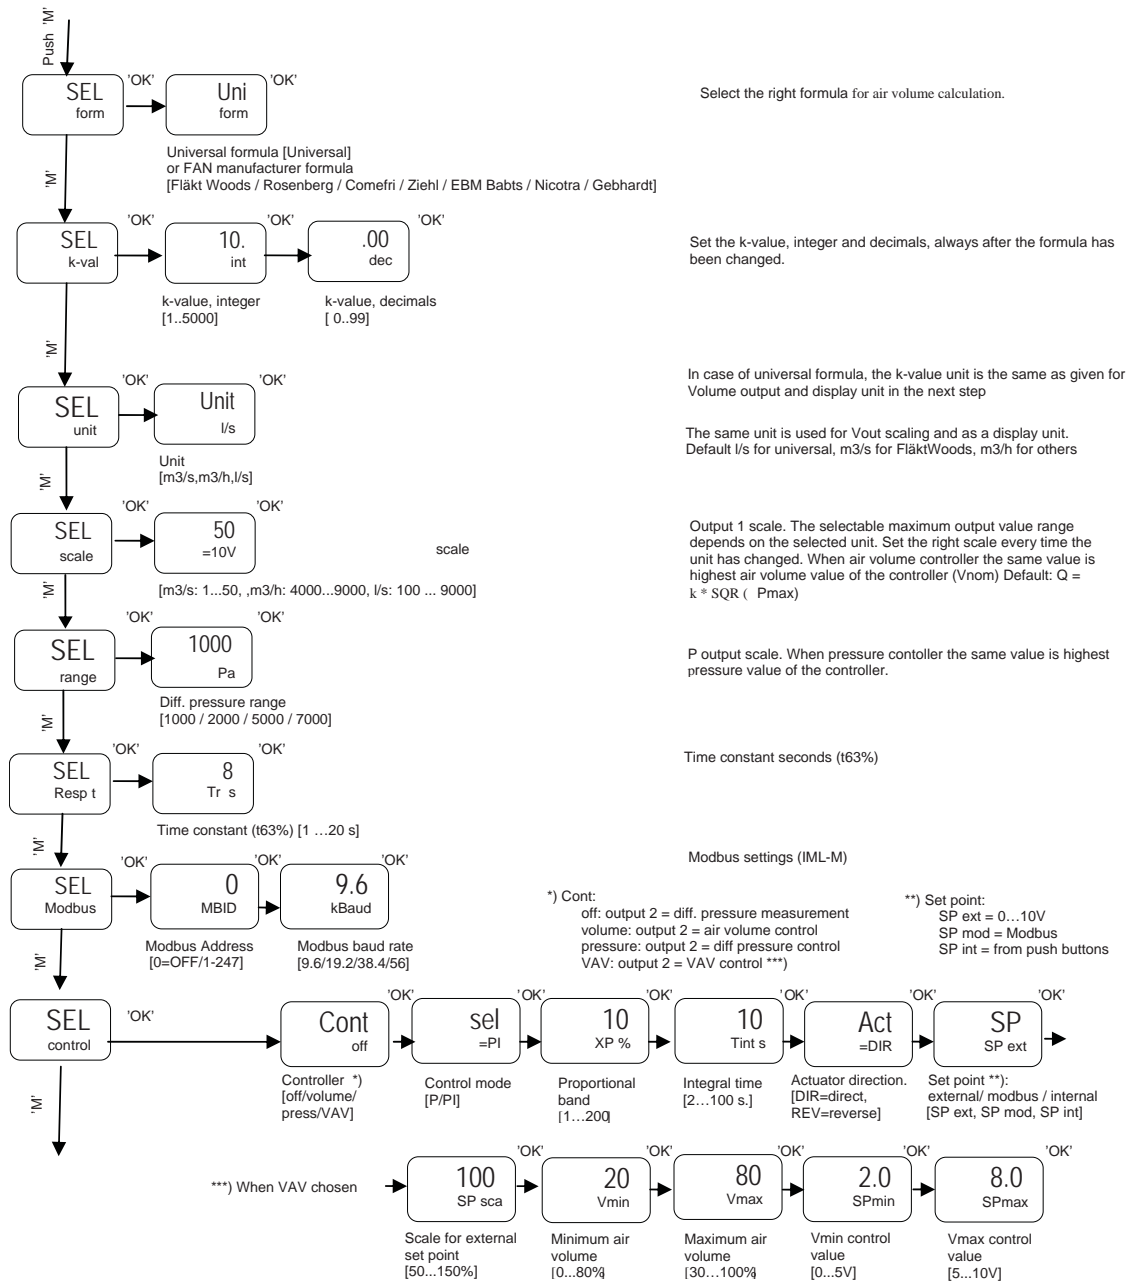 Push 'M'
SEL
form
'OK'
Uni
form
'OK'
Select the right formula for air volume calculation.
Universal formula [Universal]
or FAN manufacturer formula
[Fläkt Woods / Rosenberg / Comefri / Ziehl / EBM Babts / Nicotra / Gebhardt]
'M'
SEL
k-val
'OK'
10.
int
'OK'
.00
dec
'OK'
Set the k-value, integer and decimals, always after the formula has
been changed.
k-value, integer
[1..5000]
k-value, decimals
[ 0..99]
'M'
SEL
unit
'OK'
Unit
l/s
'OK'
In case of universal formula, the k-value unit is the same as given for
Volume output and display unit in the next step
The same unit is used for Vout scaling and as a display unit.
Default l/s for universal, m3/s for FläktWoods, m3/h for others
Unit
[m3/s,m3/h,l/s]
'M'
SEL
scale
'OK'
50
=10V
'OK'
scale
Output 1 scale. The selectable maximum output value range
depends on the selected unit. Set the right scale every time the
unit has changed. When air volume controller the same value is
highest air volume value of the controller (Vnom) Default: Q =
k * SQR ( Pmax)
[m3/s: 1...50, ,m3/h: 4000...9000, l/s: 100 ... 9000]
'M'
SEL
range
'OK'
1000
Pa
'OK'
P output scale. When pressure contoller the same value is highest
pressure value of the controller.
Diff. pressure range
[1000 / 2000 / 5000 / 7000]
'M'
SEL
Resp t
'OK'
8
Tr s
'OK'
Time constant seconds (t63%)
Time constant (t63%) [1 …20 s]
'M'
SEL
Modbus
'OK'
0
MBID
'OK'
9.6
kBaud
'OK'
Modbus settings (IML-M)
Modbus Address
[0=OFF/1-247]
Modbus baud rate
[9.6/19.2/38.4/56]
*) Cont:
off: output 2 = diff. pressure measurement
volume: output 2 = air volume control
pressure: output 2 = diff pressure control
VAV: output 2 = VAV control ***)
**) Set point:
SP ext = 0…10V
SP mod = Modbus
SP int = from push buttons
'M'
SEL
control
'OK'
Cont
off
'OK'
sel
=PI
'OK'
10
XP %
'OK'
10
Tint s
'OK'
Act
=DIR
'OK'
SP
SP ext
'OK'
Controller *)
[off/volume/
press/VAV]
Control mode
[P/PI]
Proportional
band
[1…200]
Integral time
[2…100 s.]
Actuator direction.
[DIR=direct,
REV=reverse]
Set point **):
external/ modbus / internal
[SP ext, SP mod, SP int]
'M'
***) When VAV chosen
100
SP sca
'OK'
20
Vmin
'OK'
80
Vmax
'OK'
2.0
SPmin
'OK'
8.0
SPmax
'OK'
Scale for external
set point
[50...150%]
Minimum air
volume
[0...80%]
Maximum air
volume
[30…100%]
Vmin control
value
[0...5V]
Vmax control
value
[5...10V]